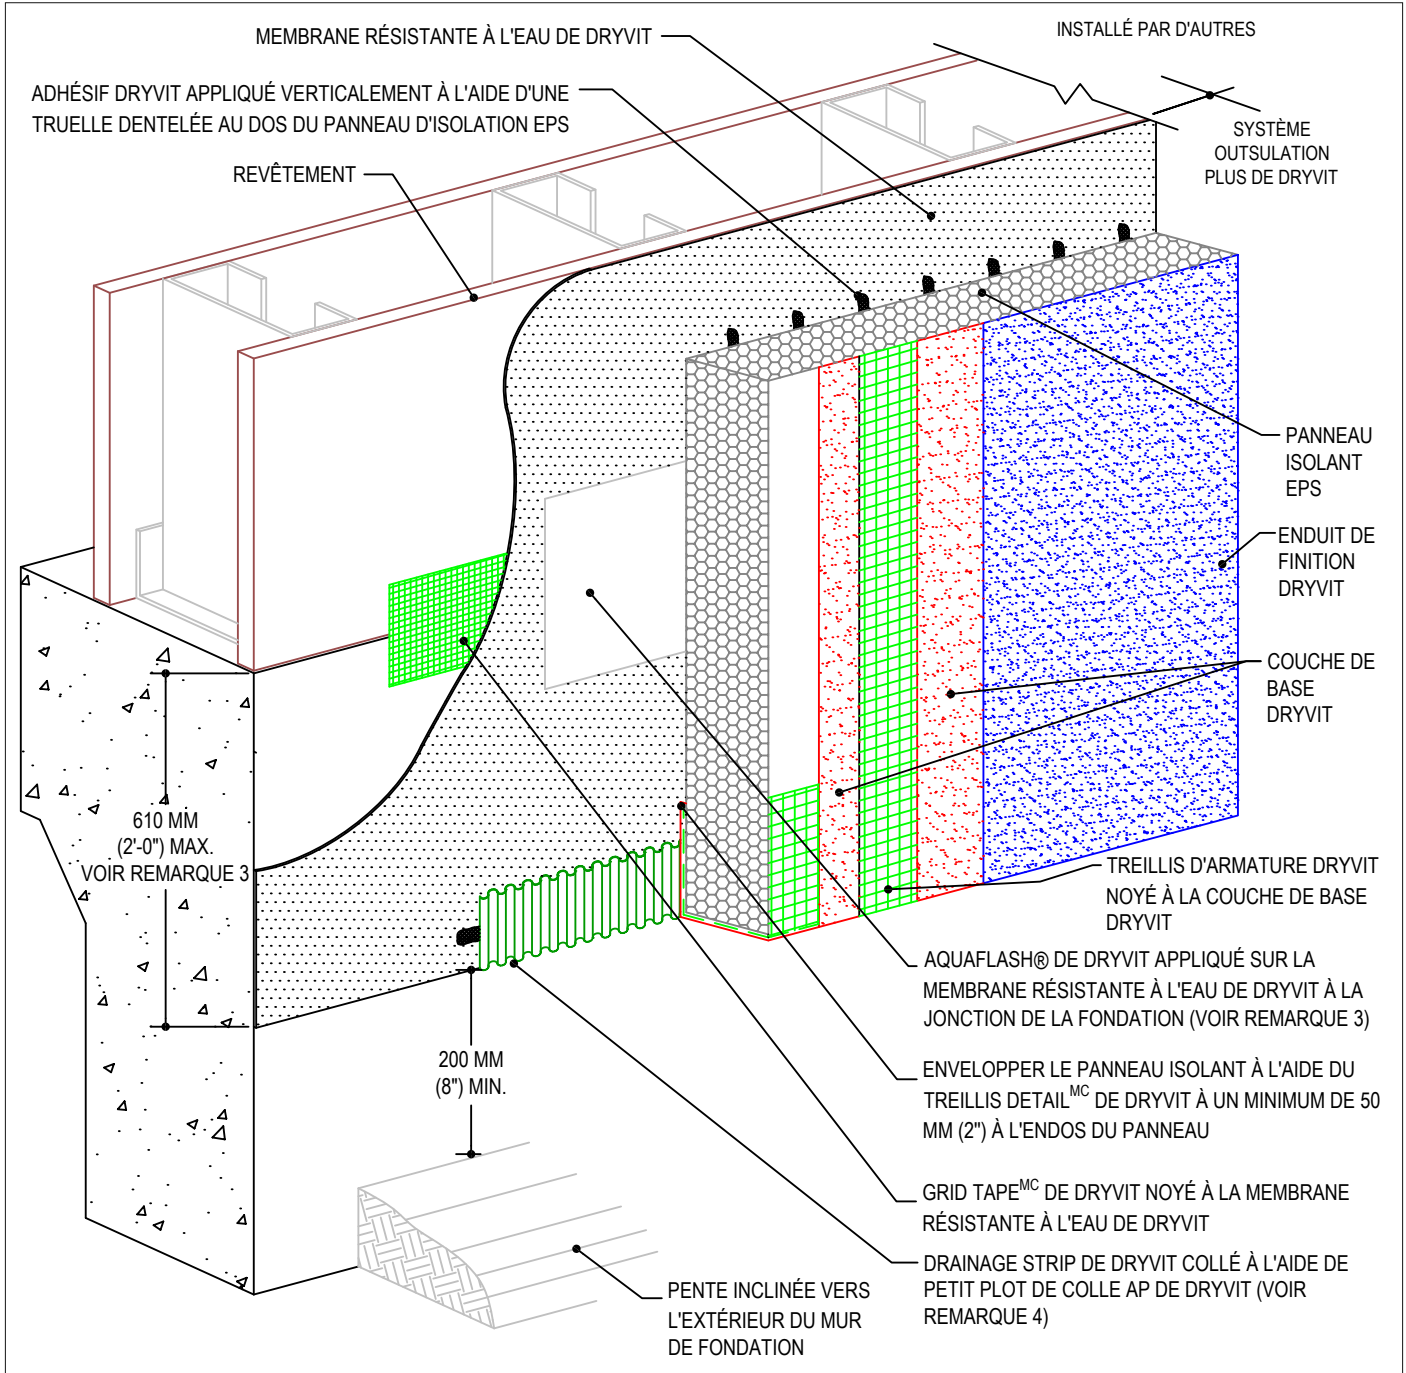 MEMBRANE RÉSISTANTE À L'EAU DE DRYVIT
INSTALLÉ PAR D'AUTRES
ADHÉSIF DRYVIT APPLIQUÉ VERTICALEMENT À L'AIDE D'UNE
TRUELLE DENTELÉE AU DOS DU PANNEAU D'ISOLATION EPS
REVÊTEMENT
SYSTÈME
OUTSULATION
PLUS DE DRYVIT
PANNEAU
ISOLANT
EPS
ENDUIT DE
FINITION
DRYVIT
COUCHE DE
BASE
DRYVIT
610 MM
(2'-0") MAX.
VOIR REMARQUE 3
TREILLIS D'ARMATURE DRYVIT
NOYÉ À LA COUCHE DE BASE
DRYVIT
AQUAFLASH® DE DRYVIT APPLIQUÉ SUR LA
MEMBRANE RÉSISTANTE À L'EAU DE DRYVIT À LA
JONCTION DE LA FONDATION (VOIR REMARQUE 3)
200 MM
(8") MIN.
ENVELOPPER LE PANNEAU ISOLANT À L'AIDE DU
TREILLIS DETAIL^MC DE DRYVIT À UN MINIMUM DE 50
MM (2") À L'ENDOS DU PANNEAU
GRID TAPE^MC DE DRYVIT NOYÉ À LA MEMBRANE
RÉSISTANTE À L'EAU DE DRYVIT
DRAINAGE STRIP DE DRYVIT COLLÉ À L'AIDE DE
PETIT PLOT DE COLLE AP DE DRYVIT (VOIR
REMARQUE 4)
PENTE INCLINÉE VERS
L'EXTÉRIEUR DU MUR
DE FONDATION